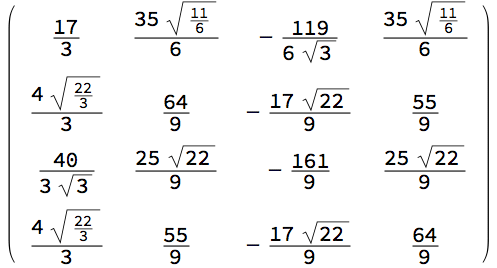 17/3 35√(11/6)/6 − 119/(6√3) 35√(11/6)/6
4√(22/3)/3 64/9 − 17√22/9 55/9
40/(3√3) 25√22/9 − 161/9 25√22/9
4√(22/3)/3 55/9 − 17√22/9 64/9